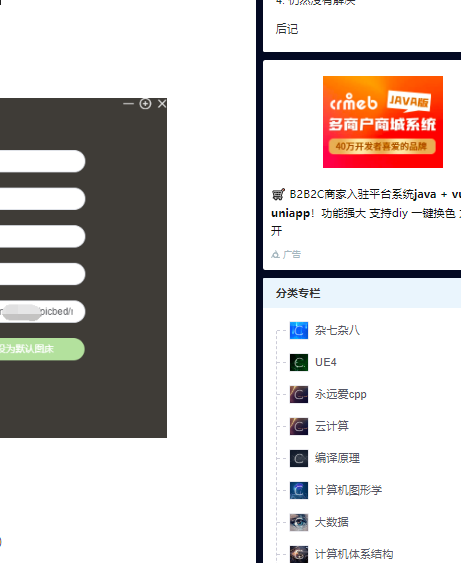 4. 仍然没有解决
后记
crmeb JAVA版
多商户商城系统
40万开发者喜爱的品牌
B2B2C商家入驻平台系统java + vu
uniapp！功能强大 支持diy 一键换色
开
广告
分类专栏
杂七杂八
UE4
永远爱cpp
云计算
编译原理
计算机图形学
大数据
计算机体系结构
picbed/r
设为默认图床
)